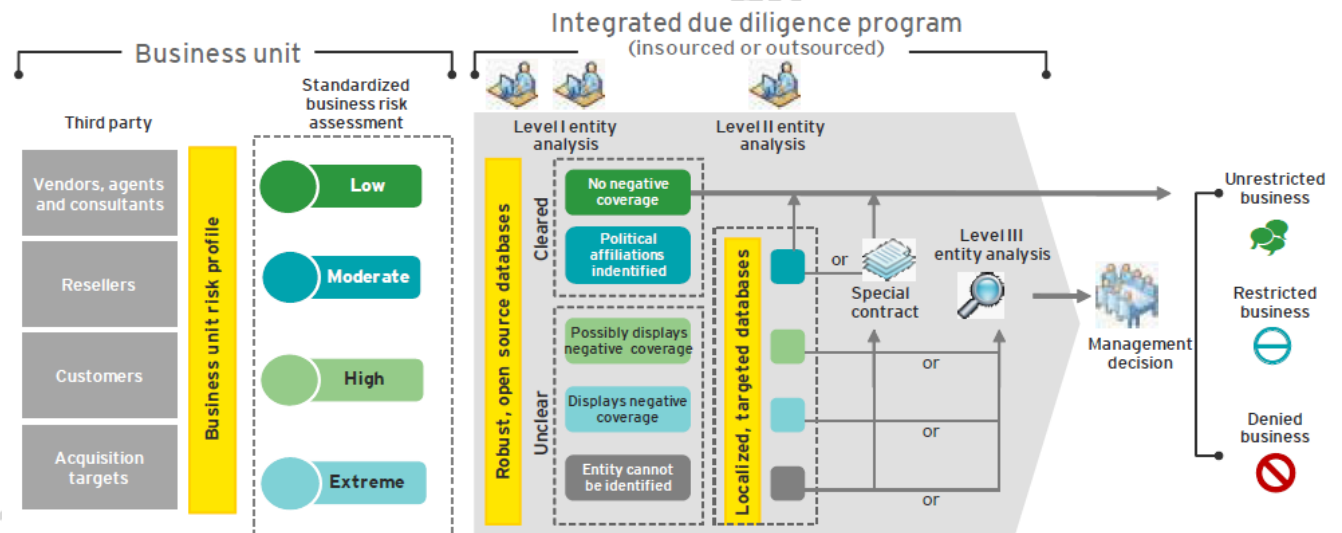 Business unit
Integrated due diligence program
(insourced or outsourced)
Third party
Standardized
business risk
assessment
Vendors, agents
and consultants
Resellers
Customers
Acquisition
targets
Business unit risk profile
Low
Moderate
High
Extreme
Level I entity
analysis
Level II entity
analysis
Robust, open source databases
Cleared
No negative
coverage
Political
affiliations
indentified
Unclear
Possibly displays
negative coverage
Displays negative
coverage
Entity cannot
be identified
Localized, targeted databases
or
Special
contract
Level III
entity analysis
or
or
or
Management
decision
Unrestricted
business
Restricted
business
Denied
business